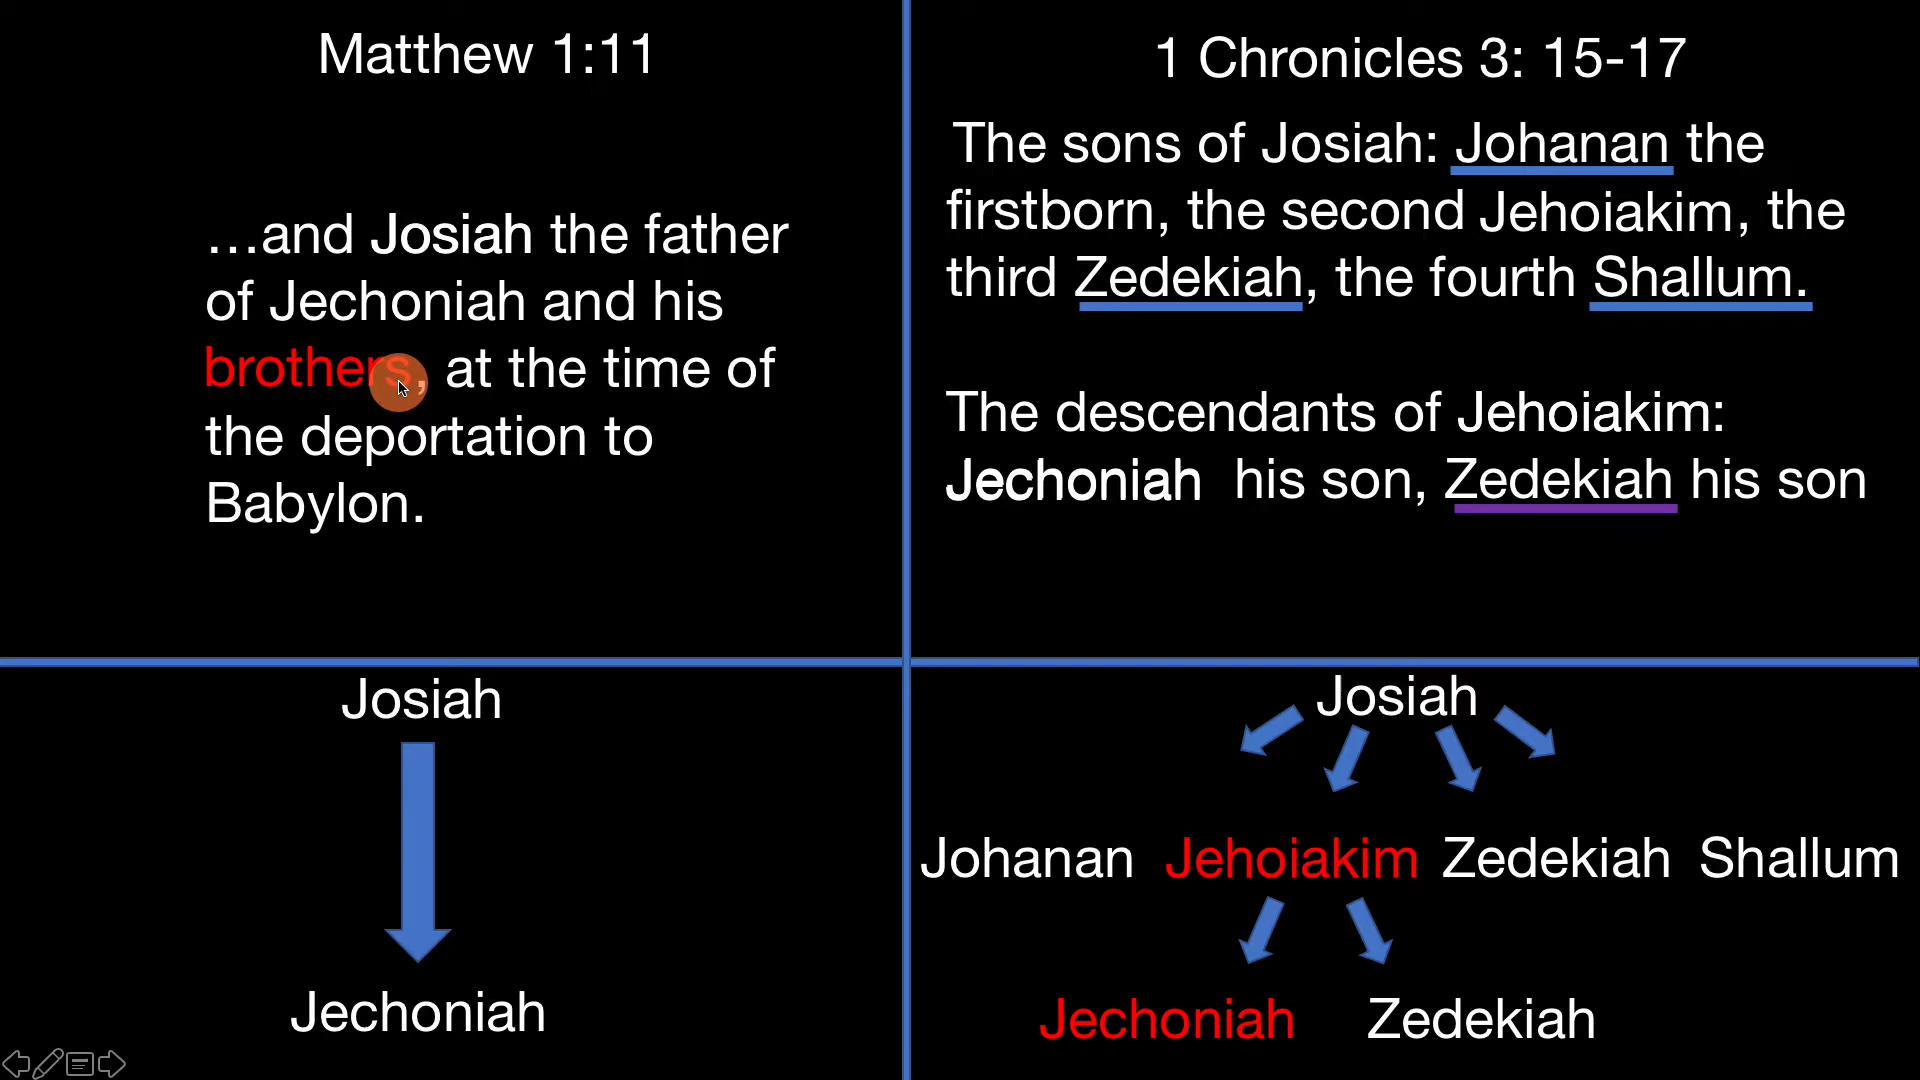 Matthew 1:11
…and Josiah the father
of Jechoniah and his
brothers, at the time of
the deportation to
Babylon.
1 Chronicles 3: 15-17
The sons of Josiah: Johanan the
firstborn, the second Jehoiakim, the
third Zedekiah, the fourth Shallum.
The descendants of Jehoiakim:
Jechoniah his son, Zedekiah his son
Josiah
Jechoniah
Josiah
Johanan Jehoiakim Zedekiah Shallum
Jechoniah Zedekiah